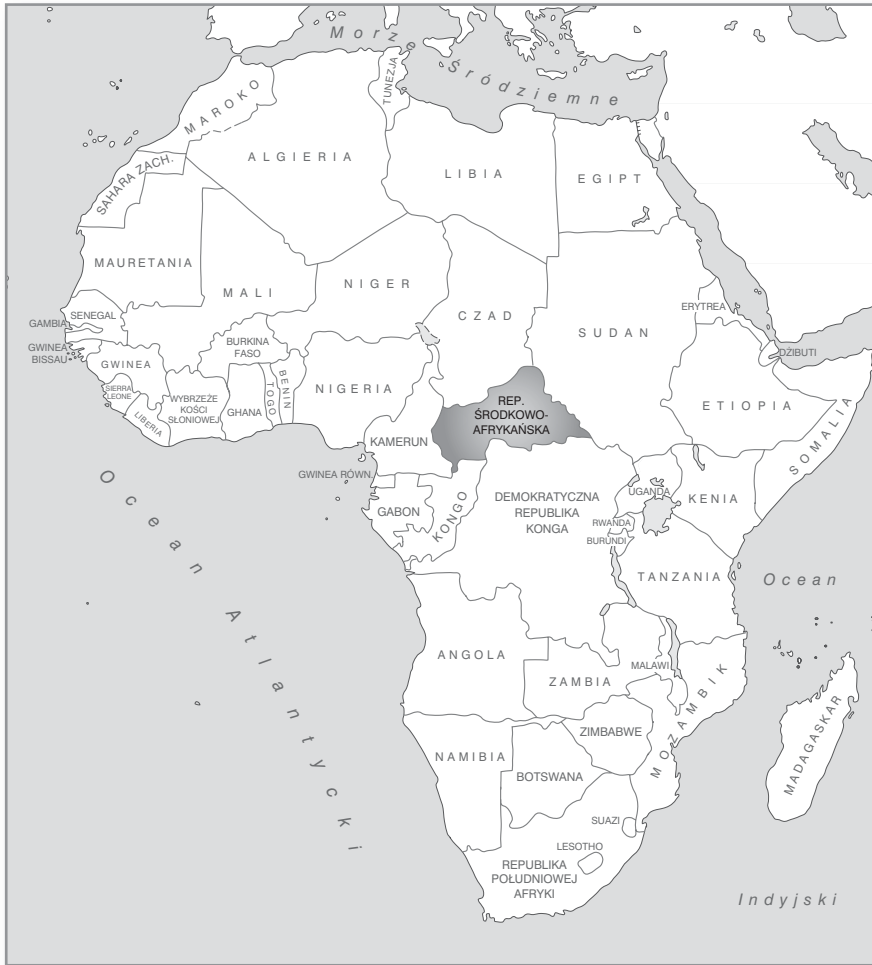 Morze
Śródziemne
TUNEZJA
MAROKO
ALGIERIA
LIBIA
EGIPT
SAHARA ZACH.
MAURETANIA
MALI
NIGER
CZAD
SUDAN
ERYTREA
SENEGAL
GAMBIA
GWINEA
BISSAU
DŻIBUTI
BURKINA
FASO
GWINEA
SIERRA
LEONE
LIBERIA
WYBRZEŻE
KOŚCI
SŁONIOWEJ
GHANA
TOGO
BENIN
NIGERIA
REP.
ŚRODKOWO-
AFRYKAŃSKA
ETIOPIA
SOMALIA
KAMERUN
GWINEA RÓWN.
GABON
KONGO
DEMOKRATYCZNA
REPUBLIKA
KONGA
UGANDA
KENIA
RWANDA
BURUNDI
TANZANIA
Ocean
Ocean Atlantycki
ANGOLA
ZAMBIA
MALAWI
MOZAMBIK
MADAGASKAR
ZIMBABWE
NAMIBIA
BOTSWANA
SUAZI
LESOTHO
REPUBLIKA
POŁUDNIOWEJ
AFRYKI
Indyjski